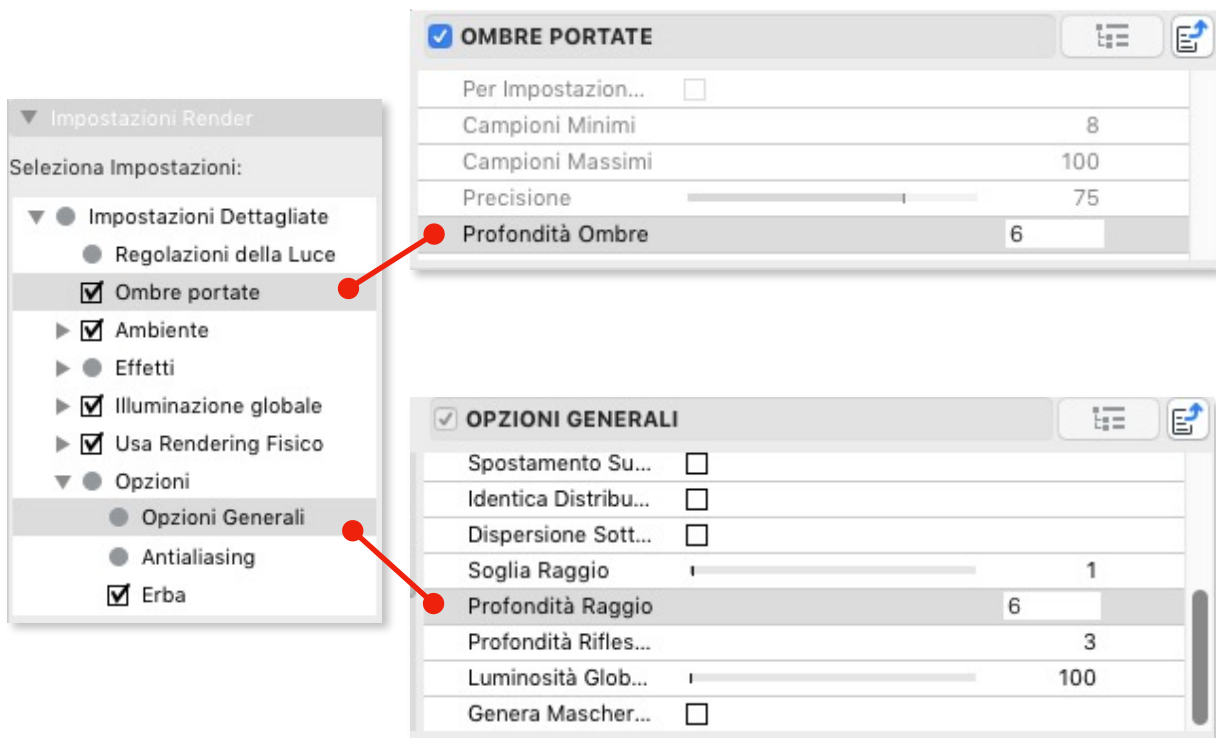 Impostazioni Render
Seleziona Impostazioni:
Impostazioni Dettagliate
Regolazioni della Luce
Ombre portate
Ambiente
Effetti
Illuminazione globale
Usa Rendering Fisico
Opzioni
Opzioni Generali
Antialiasing
Erba
OMBRE PORTATE
Per Impostazion...
Campioni Minimi 8
Campioni Massimi 100
Precisione 75
Profondità Ombre 6
OPZIONI GENERALI
Spostamento Su...
Identica Distribu...
Dispersione Sott...
Soglia Raggio 1
Profondità Raggio 6
Profondità Rifles... 3
Luminosità Glob... 100
Genera Mascher...